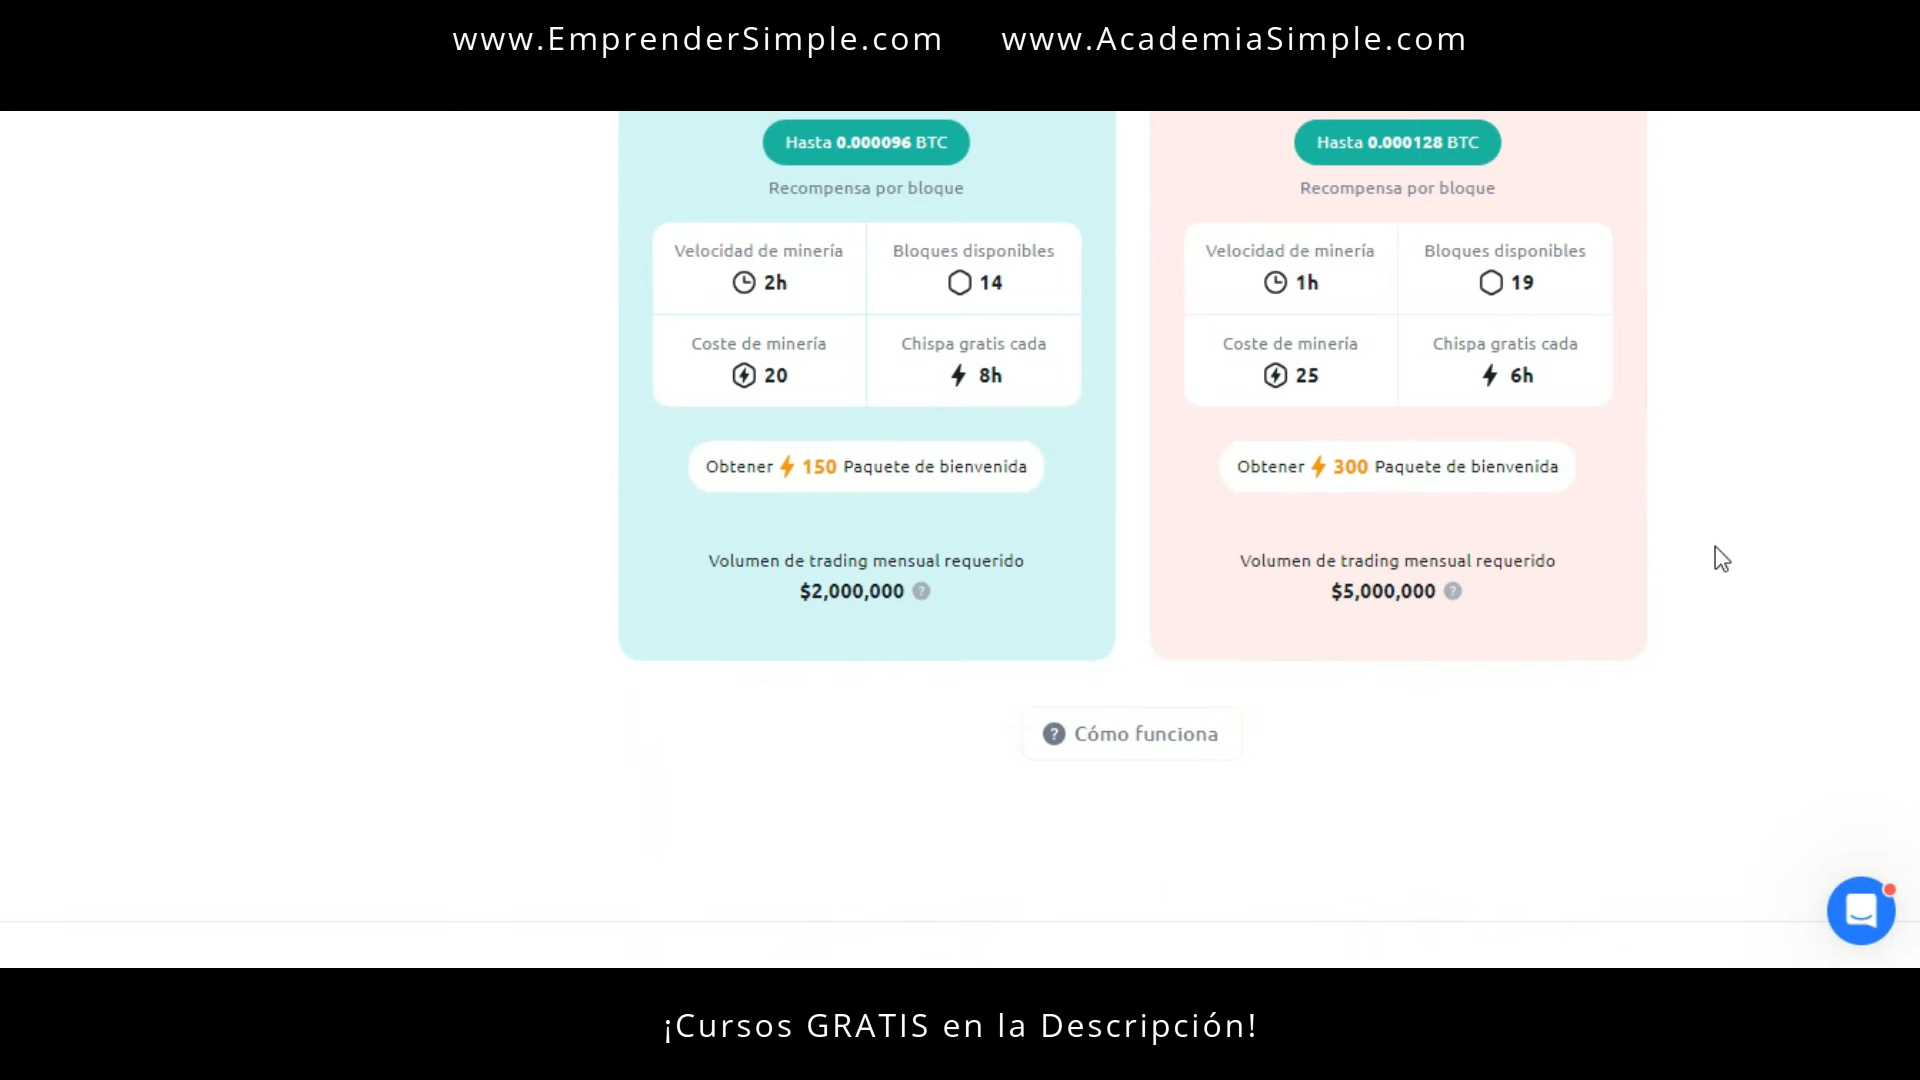 www.EmprenderSimple.com www.AcademiaSimple.com
Hasta 0.000096 BTC
Recompensa por bloque
Velocidad de minería
2h
Bloques disponibles
14
Coste de minería
20
Chispa gratis cada
8h
Obtener 150 Paquete de bienvenida
Volumen de trading mensual requerido
$2,000,000 ?
Hasta 0.000128 BTC
Recompensa por bloque
Velocidad de minería
1h
Bloques disponibles
19
Coste de minería
25
Chispa gratis cada
6h
Obtener 300 Paquete de bienvenida
Volumen de trading mensual requerido
$5,000,000 ?
? Cómo funciona
¡Cursos GRATIS en la Descripción!